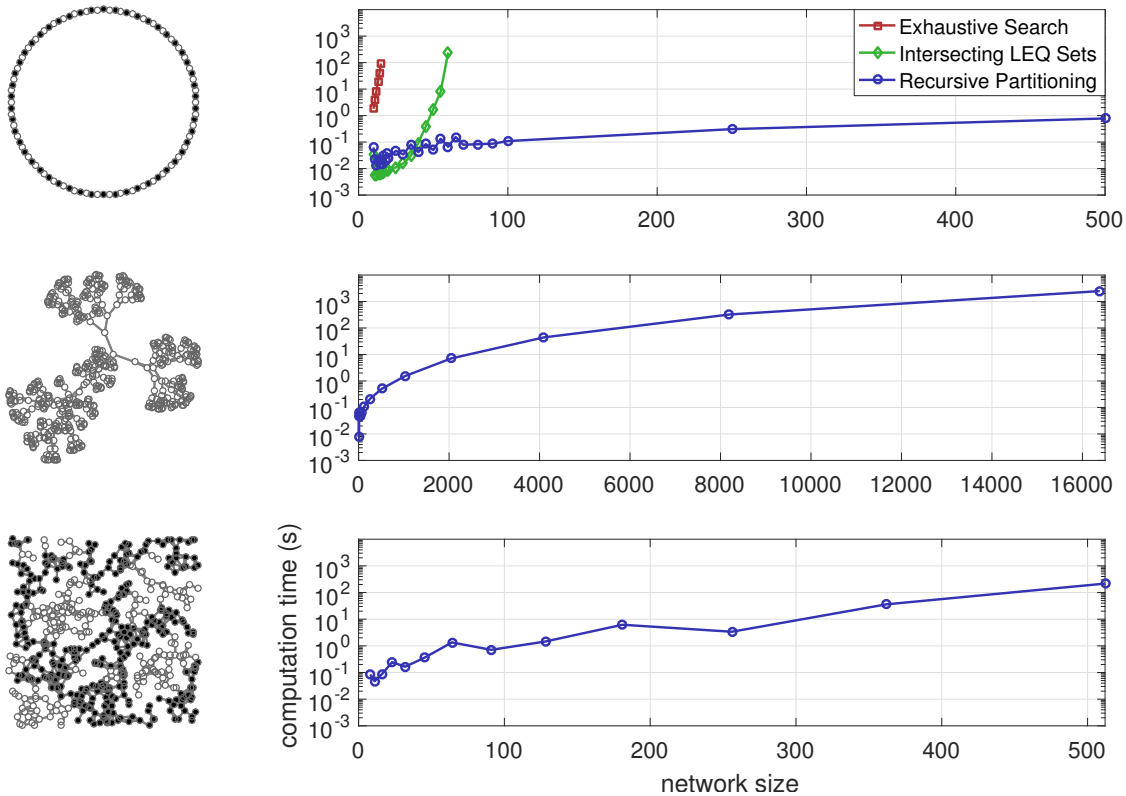 10^3
10^2
10^1
10^0
10^-1
10^-2
10^-3
Exhaustive Search
Intersecting LEQ Sets
Recursive Partitioning
0 100 200 300 400 500
10^3
10^2
10^1
10^0
10^-1
10^-2
10^-3
0 2000 4000 6000 8000 10000 12000 14000 16000
computation time (s)
10^3
10^2
10^1
10^0
10^-1
10^-2
10^-3
0 100 200 300 400 500
network size